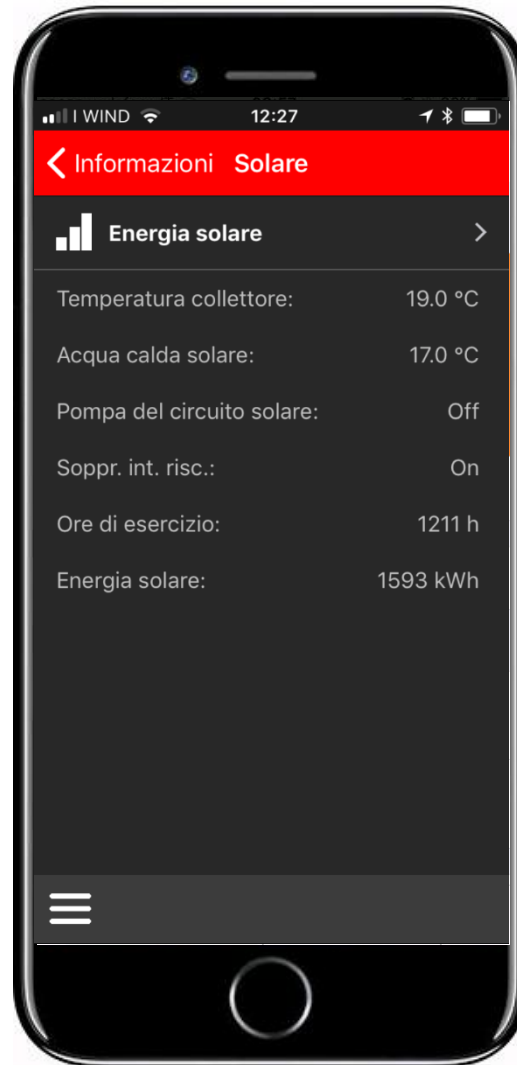 I WIND 12:27
Informazioni Solare
Energia solare
Temperatura collettore: 19.0 °C
Acqua calda solare: 17.0 °C
Pompa del circuito solare: Off
Soppr. int. risc.: On
Ore di esercizio: 1211 h
Energia solare: 1593 kWh